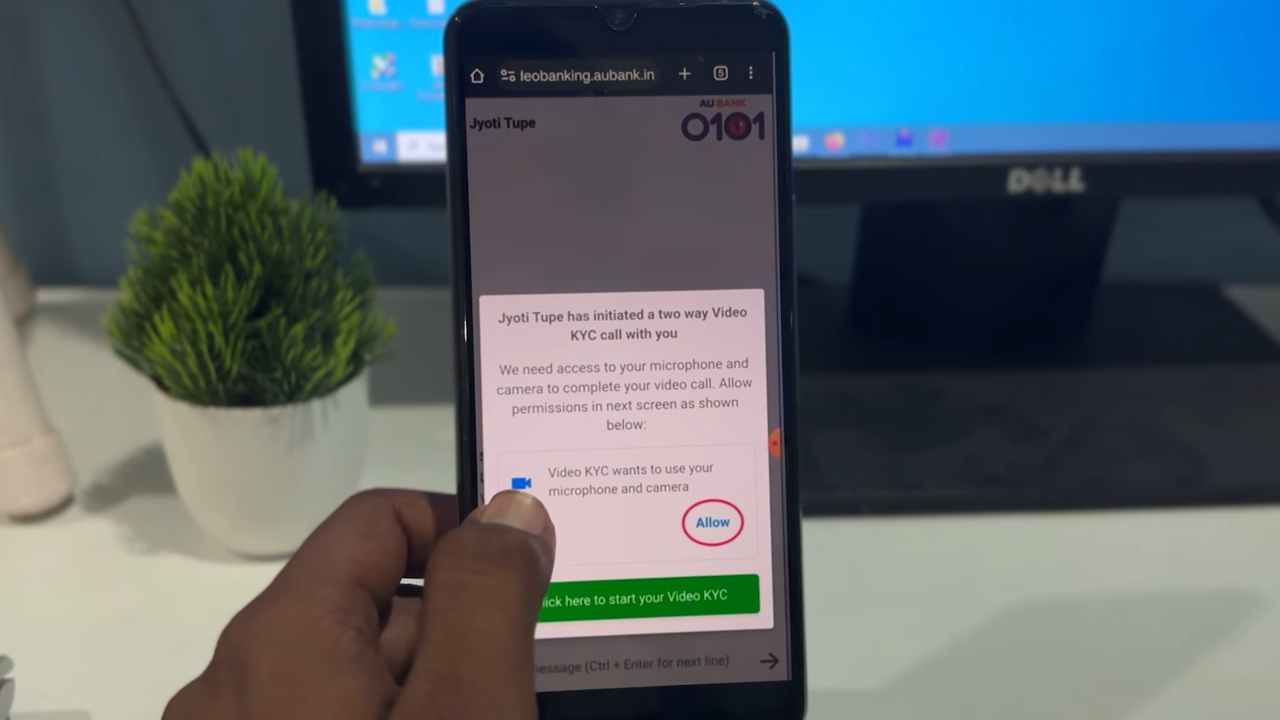 leobanking.aubank.in
5
Jyoti Tupe
AU BANK
0101
DELL
Jyoti Tupe has initiated a two way Video
KYC call with you
We need access to your microphone and
camera to complete your video call. Allow
permissions in next screen as shown
below:
Video KYC wants to use your
microphone and camera
Allow
lick here to start your Video KYC
essage (Ctrl + Enter for next line)